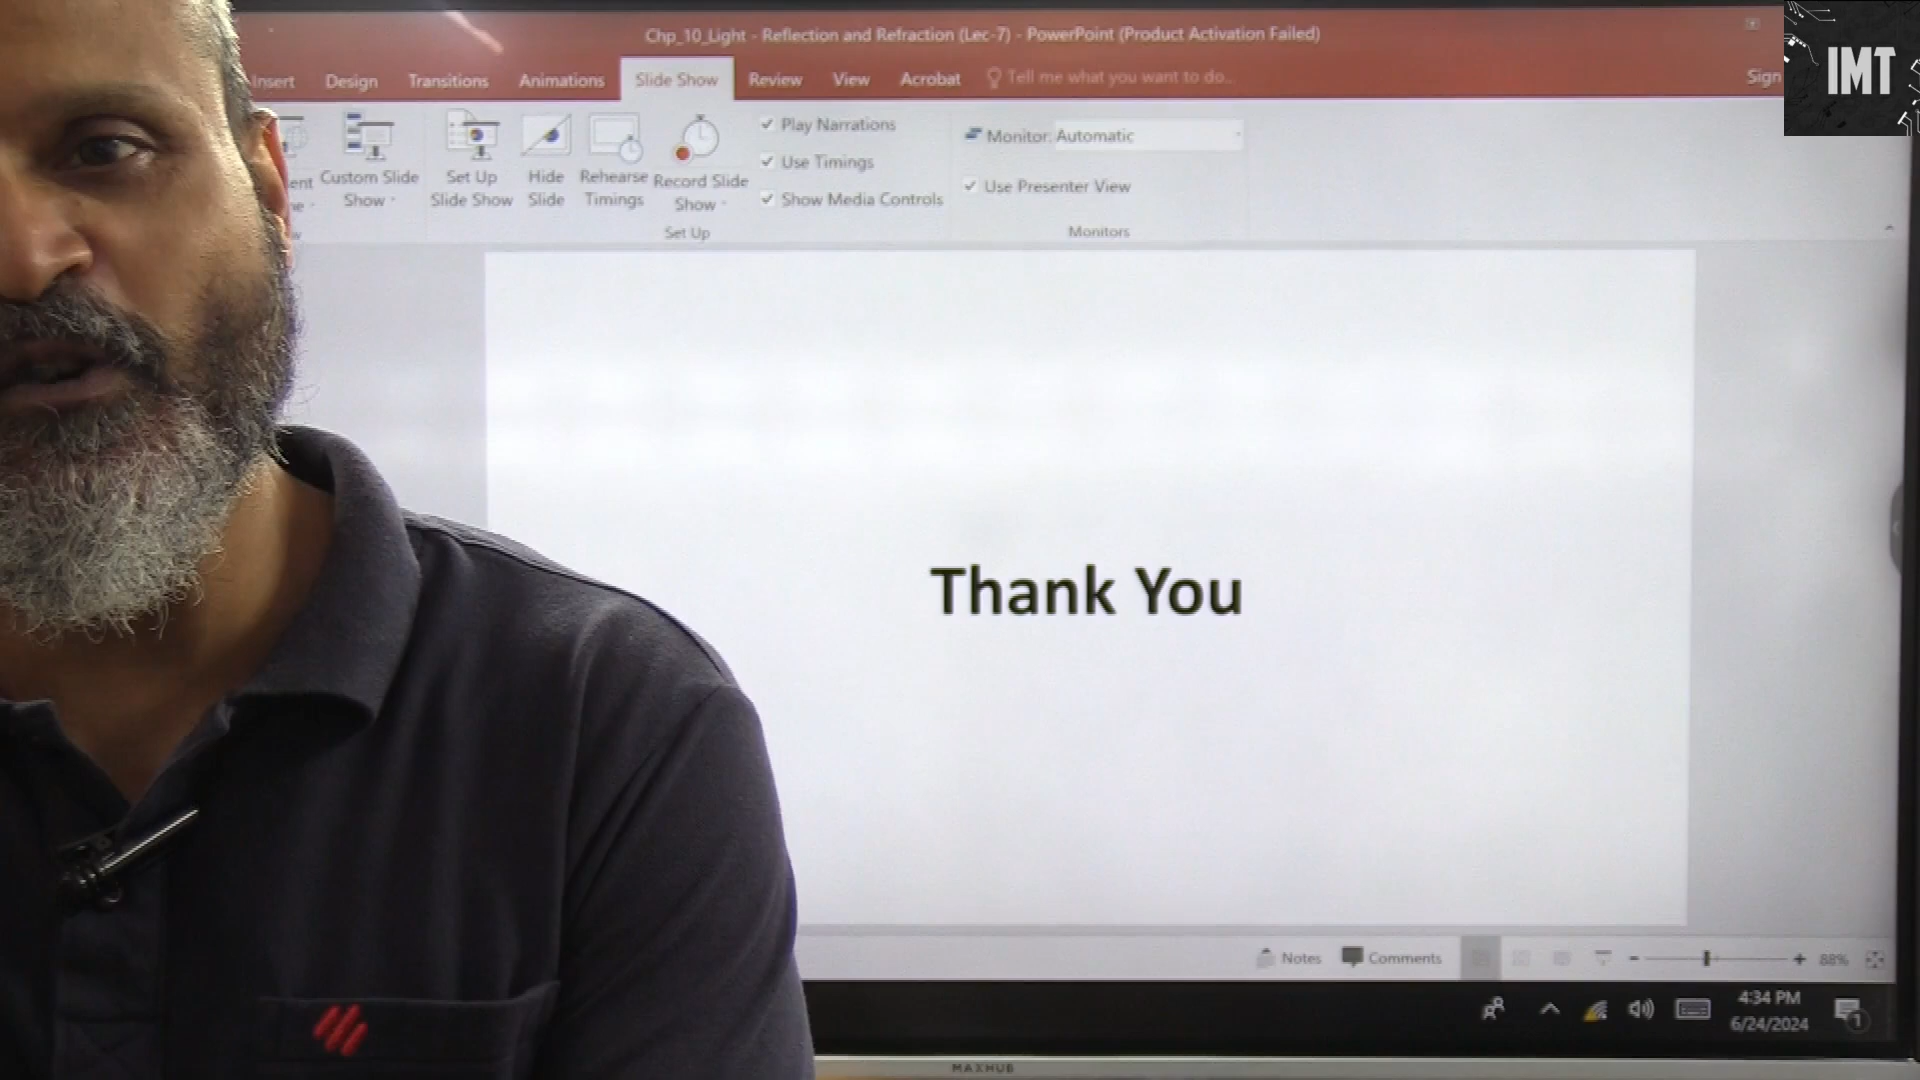 Chp_10_Light - Reflection and Refraction (Lec-7) - PowerPoint (Product Activation Failed)
IMT
Insert Design Transitions Animations Slide Show Review View Acrobat Tell me what you want to do... Sign
Custom Slide Show
Set Up Slide Show
Hide Slide
Rehearse Timings
Record Slide Show
Play Narrations
Use Timings
Show Media Controls
Set Up
Monitor: Automatic
Use Presenter View
Monitors
Thank You
Notes Comments 88%
4:34 PM
6/24/2024
1
MAXHUB